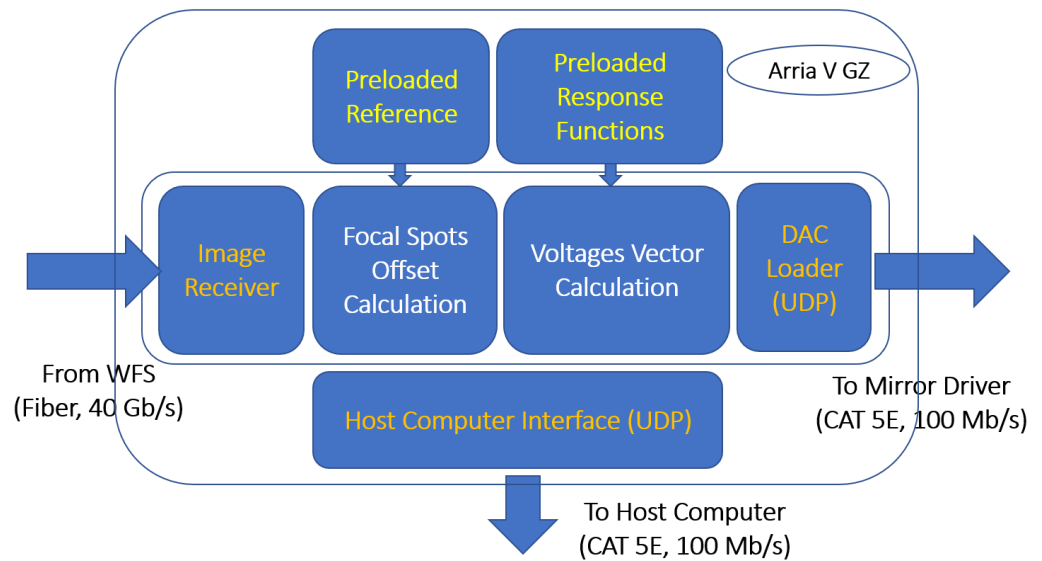 Preloaded
Reference
Preloaded
Response
Functions
Arria V GZ
Image
Receiver
Focal Spots
Offset
Calculation
Voltages Vector
Calculation
DAC
Loader
(UDP)
From WFS
(Fiber, 40 Gb/s)
To Mirror Driver
(CAT 5E, 100 Mb/s)
Host Computer Interface (UDP)
To Host Computer
(CAT 5E, 100 Mb/s)